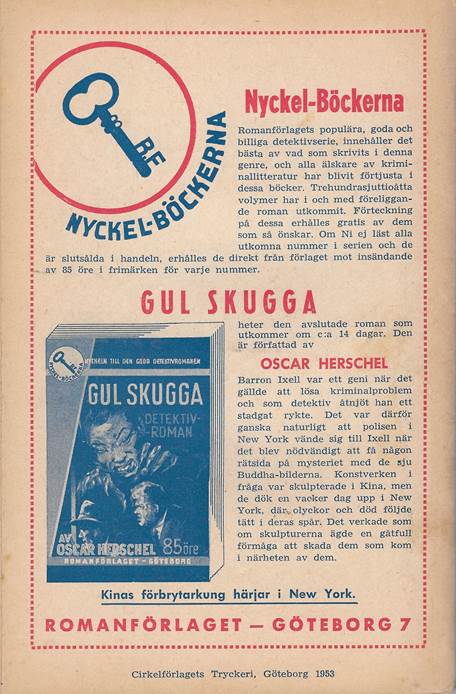 RF
NYCKEL-BÖCKERNA
Nyckel-Böckerna
Romanförlagets populära, goda och
billiga detektivserie, innehåller det
bästa av vad som skrivits i denna
genre, och alla älskare av krimi-
nallitteratur har blivit förtjusta i
dessa böcker. Trehundrasjuttioåtta
volymer har i och med föreliggan-
de roman utkommit. Förteckning
på dessa erhålles gratis av dem
som så önskar. Om Ni ej läst alla
utkomna nummer i serien och de
är slutsålda i handeln, erhålles de direkt från förlaget mot insändande
av 85 öre i frimärken för varje nummer.
GUL SKUGGA
heter den avslutade roman som
utkommer om c:a 14 dagar. Den
är författad av
OSCAR HERSCHEL
Barron Ixell var ett geni när det
gällde att lösa kriminalproblem
och som detektiv åtnjöt han ett
stadgat rykte. Det var därför
ganska naturligt att polisen i
New York vände sig till Ixell när
det blev nödvändigt att få någon
rätsida på mysteriet med de sju
Buddha-bilderna. Konstverken i
fråga var skulpterade i Kina, men
de dök en vacker dag upp i New
York, där olyckor och död följde
tätt i deras spår. Det verkade som
om skulpturerna ägde en gåtfull
förmåga att skada dem som kom
i närheten av dem.
NYCKELN TILL DEN GODA DETEKTIVROMANEN
NYCKEL-BÖCKERNA
GUL SKUGGA
DETEKTIV-
-ROMAN
AV
OSCAR HERSCHEL 85 öre
ROMANFÖRLAGET - GÖTEBORG
Kinas förbrytarkung härjar i New York.
ROMANFÖRLAGET — GÖTEBORG 7
Cirkelförlagets Tryckeri, Göteborg 1953